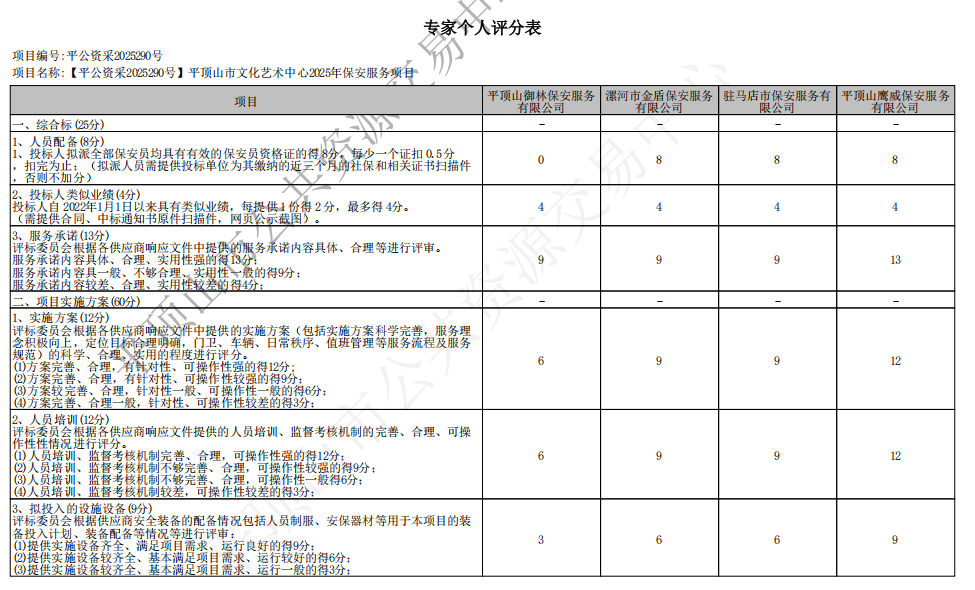 专家个人评分表
项目编号:平公资采2025290号
项目名称:【平公资采2025290号】平顶山市文化艺术中心2025年保安服务项目
项目 平顶山御林保安服务有限公司 漯河市金盾保安服务有限公司 驻马店市保安服务有限公司 平顶山鹰威保安服务有限公司
一、综合标(25分) - - - -
1、人员配备(8分)
1、投标人拟派全部保安员均具有有效的保安员资格证的得8分，每少一个证扣0.5分
，扣完为止；（拟派人员需提供投标单位为其缴纳的近三个月的社保和相关证书扫描件
，否则不加分）
0 8 8 8
2、投标人类似业绩(4分)
投标人自2022年1月1日以来具有类似业绩，每提供1份得2分，最多得4分。
（需提供合同、中标通知书原件扫描件，网页公示截图）。
4 4 4 4
3、服务承诺(13分)
评标委员会根据各供应商响应文件中提供的服务承诺内容具体、合理等进行评审。
服务承诺内容具体、合理、实用性强的得13分；
服务承诺内容具一般、不够合理、实用性一般的得9分；
服务承诺内容较差、合理、实用性较差的得4分；
9 9 9 13
二、项目实施方案(60分) - - - -
1、实施方案(12分)
评标委员会根据各供应商响应文件中提供的实施方案（包括实施方案科学完善，服务理
念积极向上，定位目标合理明确，门卫、车辆、日常秩序、值班管理等服务流程及服务
规范）的科学、合理、实用的程度进行评分。
(1)方案完善、合理，有针对性、可操作性强的得12分；
(2)方案完善、合理，有针对性、可操作性较强的得9分；
(3)方案较完善、合理，针对性一般、可操作性一般的得6分；
(4)方案完善、合理一般，针对性、可操作性较差的得3分；
6 9 9 12
2、人员培训(12分)
评标委员会根据各供应商响应文件提供的人员培训、监督考核机制的完善、合理、可操
作性性情况进行评分。
(1)人员培训、监督考核机制完善、合理，可操作性强的得12分；
(2)人员培训、监督考核机制不够完善、合理，可操作性较强的得9分；
(3)人员培训、监督考核机制不够完善、合理，可操作性一般得6分；
(4)人员培训、监督考核机制较差，可操作性较差的得3分；
6 9 9 12
3、拟投入的设施设备(9分)
评标委员会根据供应商安全装备的配备情况包括人员制服、安保器材等用于本项目的装
备投入计划、装备配备等情况等进行评审：
(1)提供实施设备齐全、满足项目需求、运行良好的得9分；
(2)提供实施设备较齐全、基本满足项目需求、运行较好的得6分；
(3)提供实施设备较齐全、基本满足项目需求、运行一般的得3分；
3 6 6 9